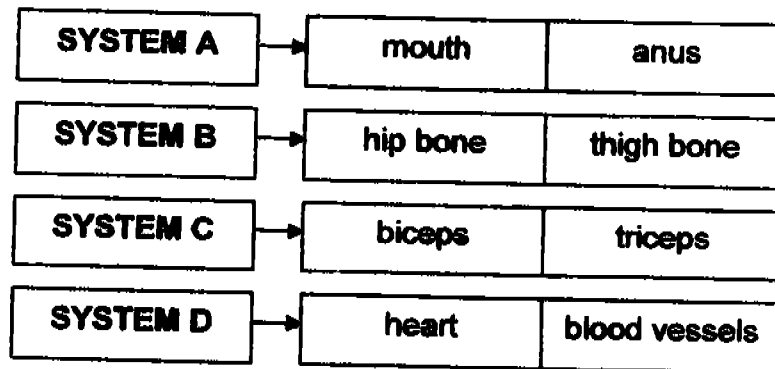 SYSTEM A mouth anus
SYSTEM B hip bone thigh bone
SYSTEM C biceps triceps
SYSTEM D heart blood vessels